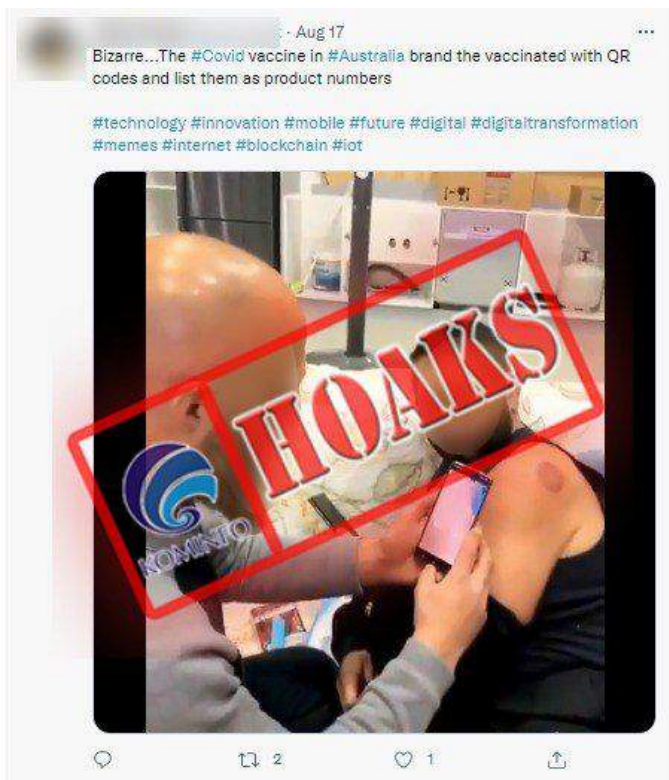 · Aug 17
Bizarre...The #Covid vaccine in #Australia brand the vaccinated with QR
codes and list them as product numbers
#technology #innovation #mobile #future #digital #digitaltransformation
#memes #internet #blockchain #iot
HOAKS
KOMINFO
2
1